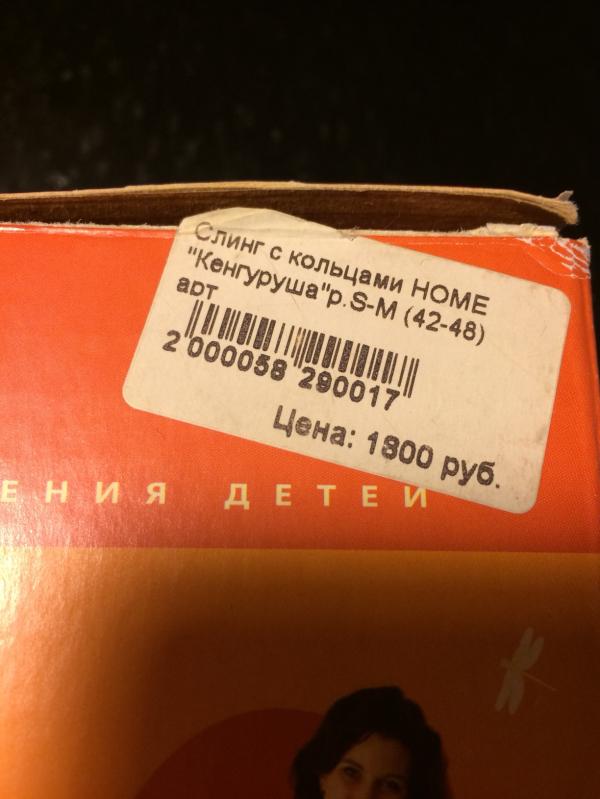 Слинг с кольцами HOME
"Кенгуруша"р.S-M (42-48)
арт
2 000058 290017
Цена: 1800 руб.
ЕНИЯ ДЕТЕЙ